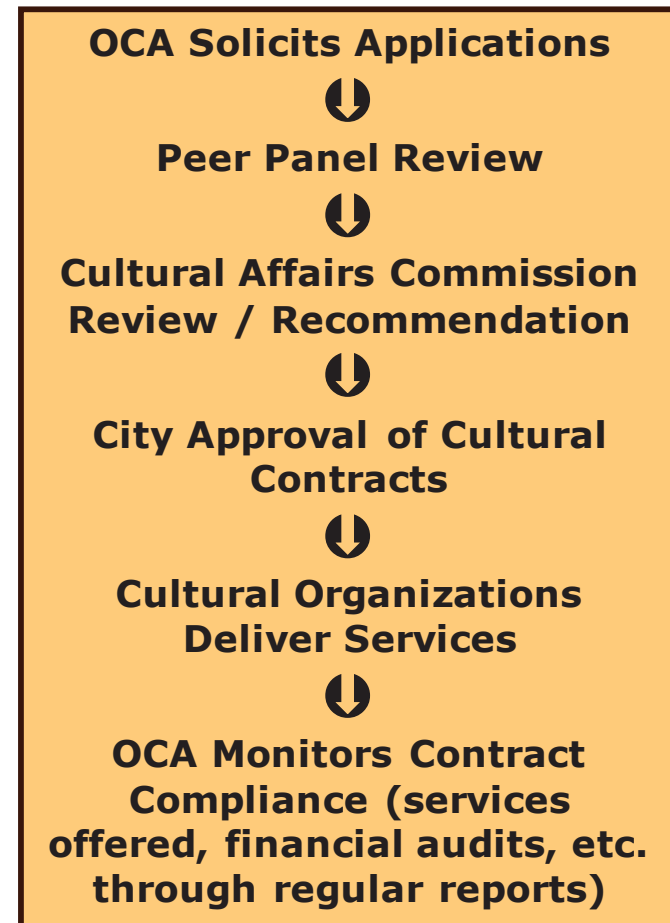 OCA Solicits Applications
Peer Panel Review
Cultural Affairs Commission
Review / Recommendation
City Approval of Cultural
Contracts
Cultural Organizations
Deliver Services
OCA Monitors Contract
Compliance (services
offered, financial audits, etc.
through regular reports)